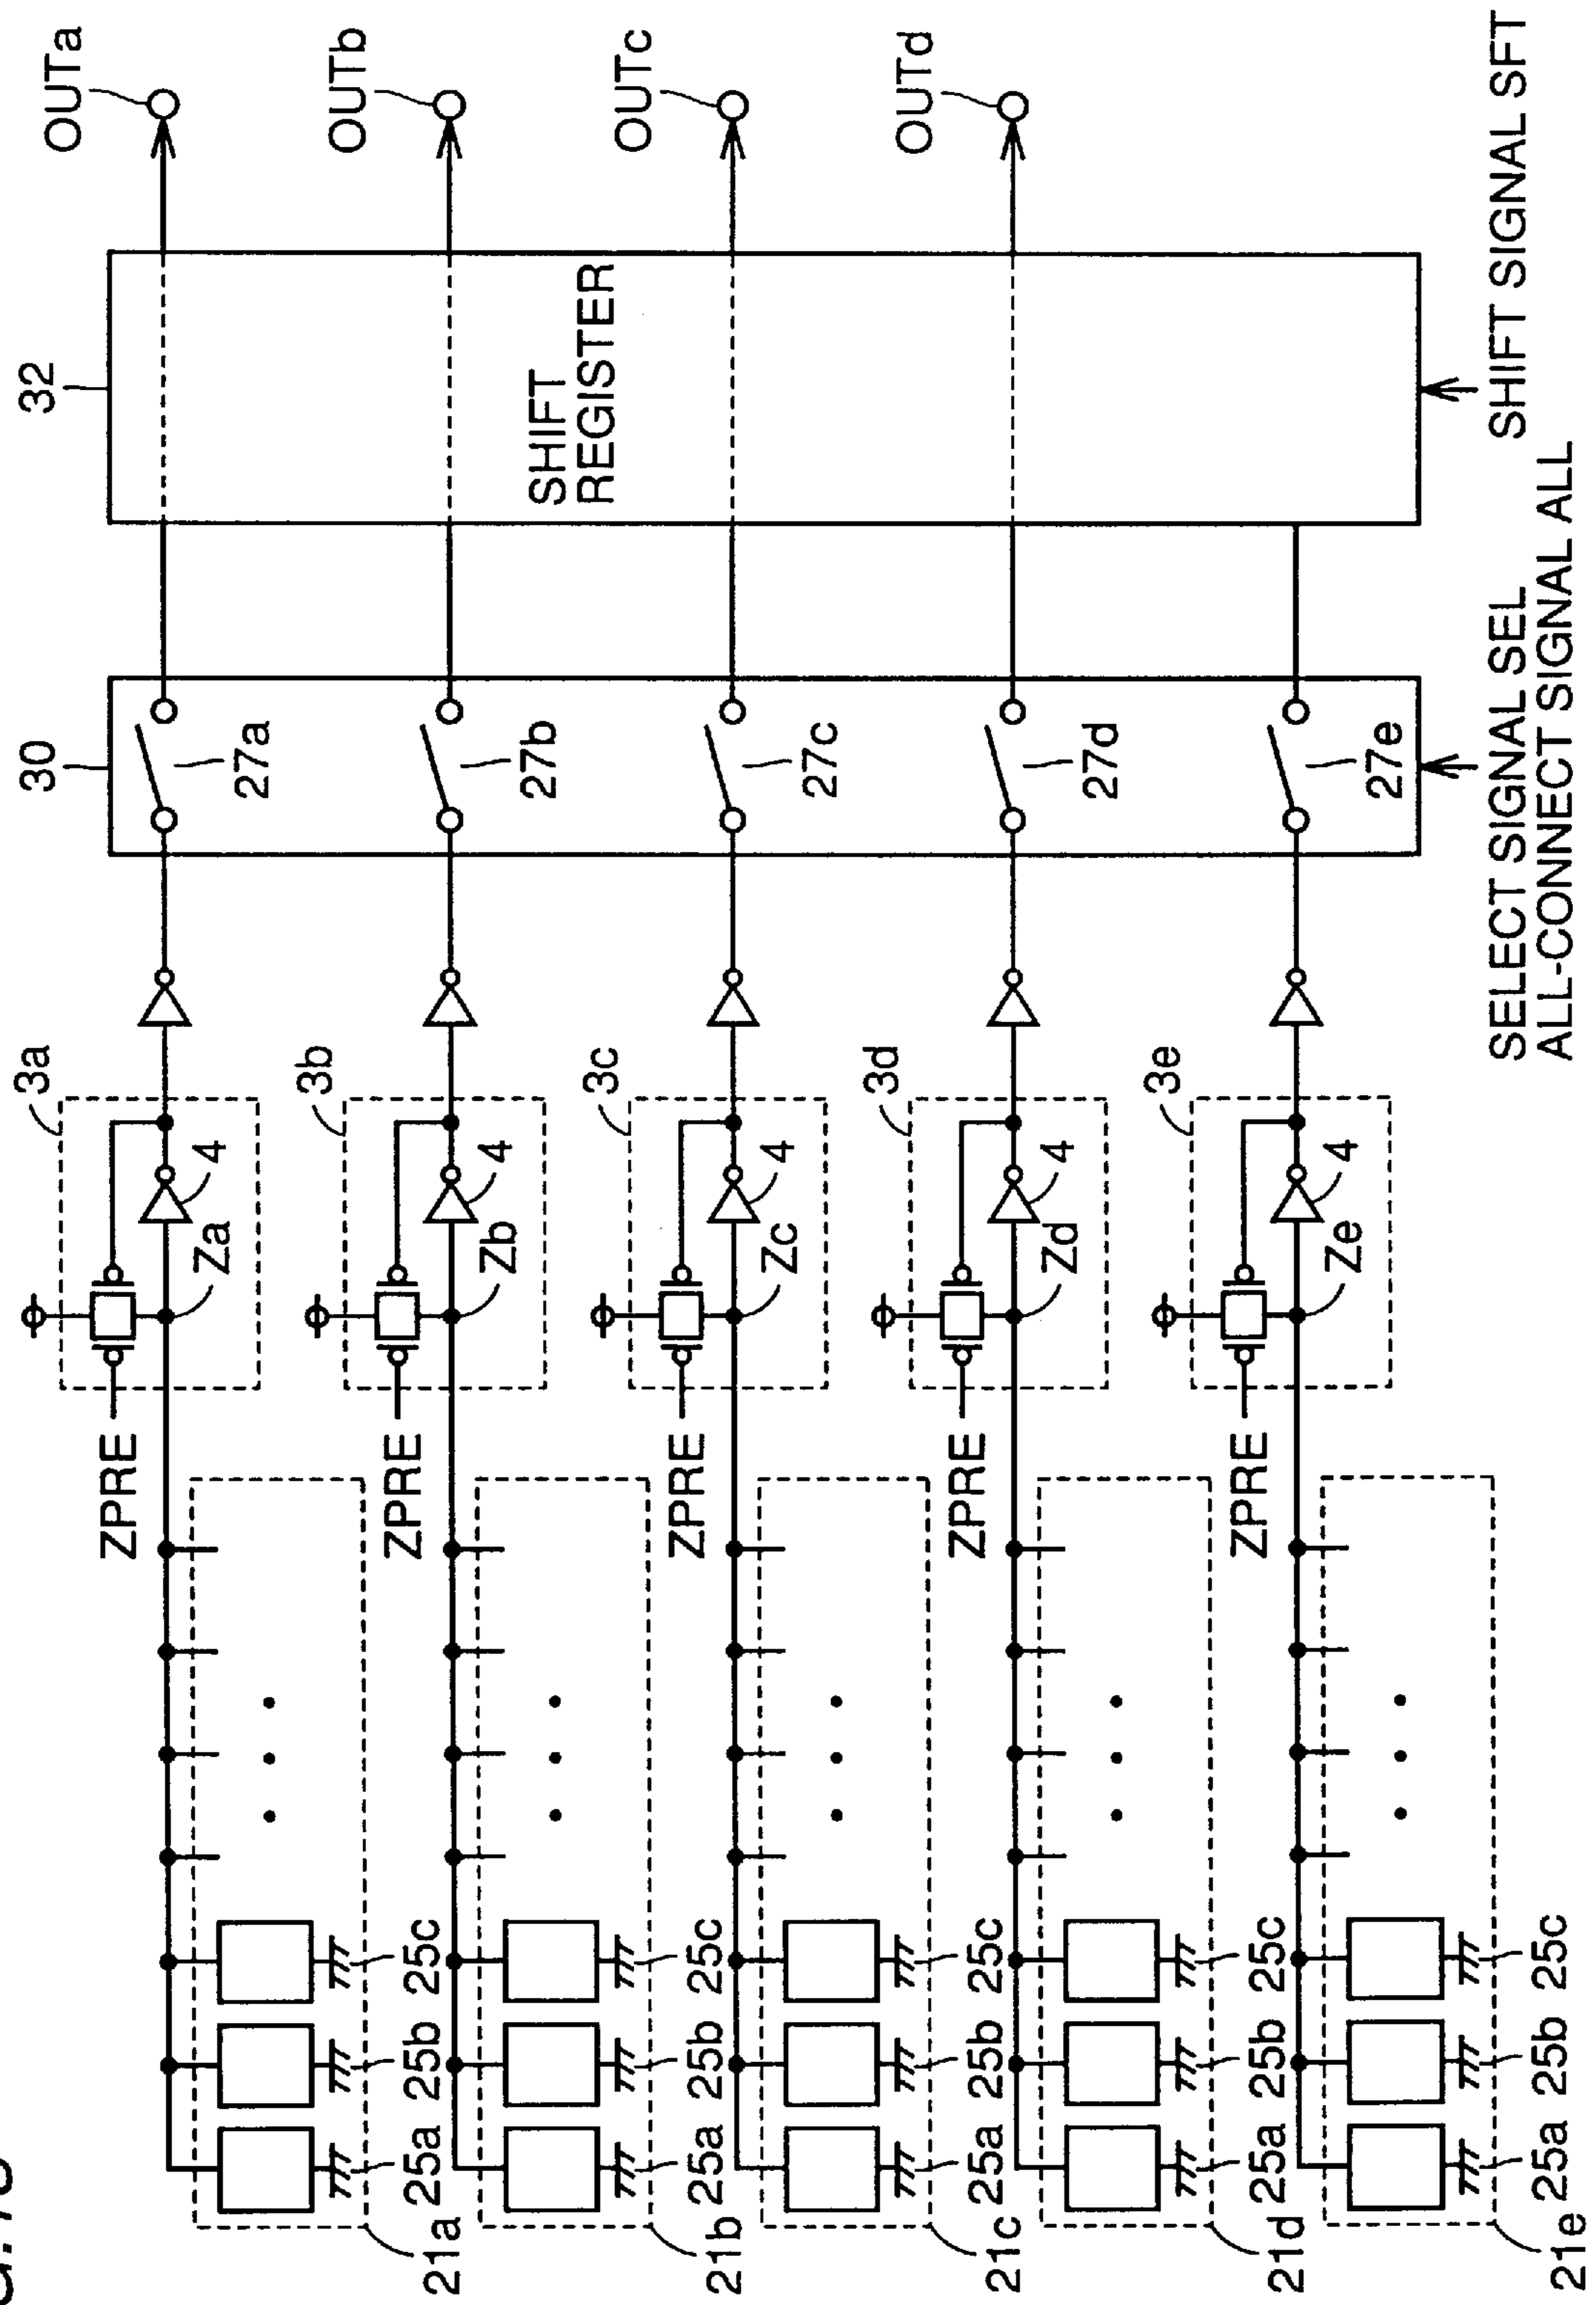 32
OUTa
OUTb
OUTc
OUTd
SHIFT
REGISTER
SHIFT SIGNAL SFT
30
27a
27b
27c
27d
27e
SELECT SIGNAL SEL
ALL-CONNECT SIGNAL ALL
3a
4
Za
ZPRE
3b
4
Zb
ZPRE
3c
4
Zc
ZPRE
3d
4
Zd
ZPRE
3e
4
Ze
ZPRE
21a
25a 25b 25c
21b
25a 25b 25c
21c
25a 25b 25c
21d
25a 25b 25c
21e
25a 25b 25c